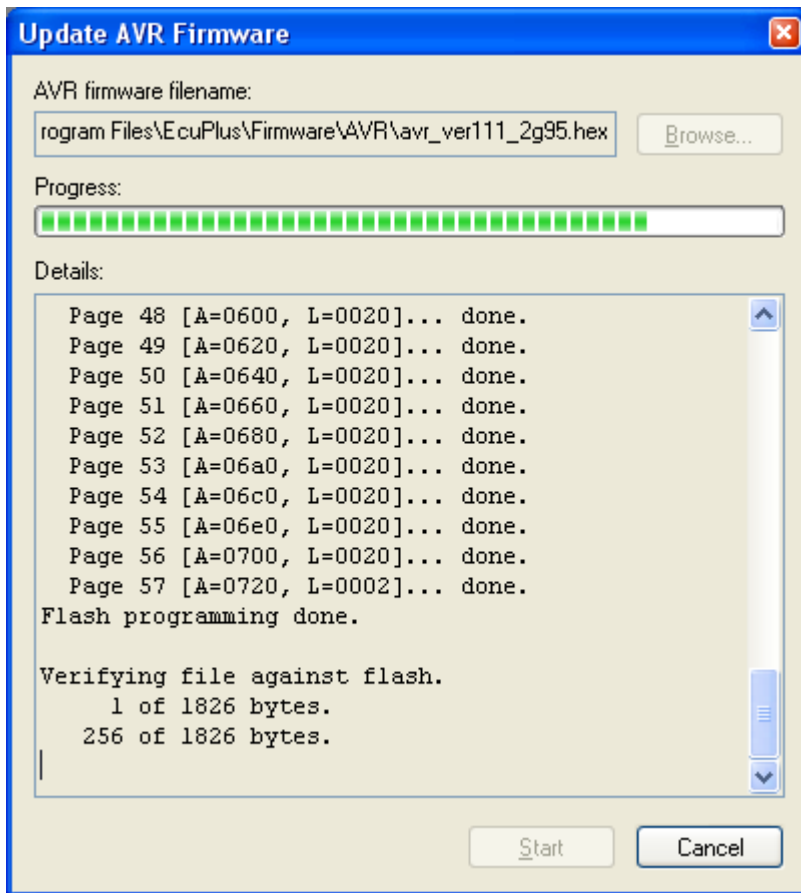 Update AVR Firmware
AVR firmware filename:
rogram Files\EcuPlus\Firmware\AVR\avr_ver111_2g95.hex
Browse...
Progress:
Details:
Page 48 [A=0600, L=0020]... done.
Page 49 [A=0620, L=0020]... done.
Page 50 [A=0640, L=0020]... done.
Page 51 [A=0660, L=0020]... done.
Page 52 [A=0680, L=0020]... done.
Page 53 [A=06a0, L=0020]... done.
Page 54 [A=06c0, L=0020]... done.
Page 55 [A=06e0, L=0020]... done.
Page 56 [A=0700, L=0020]... done.
Page 57 [A=0720, L=0002]... done.
Flash programming done.
Verifying file against flash.
1 of 1826 bytes.
256 of 1826 bytes.
Start
Cancel